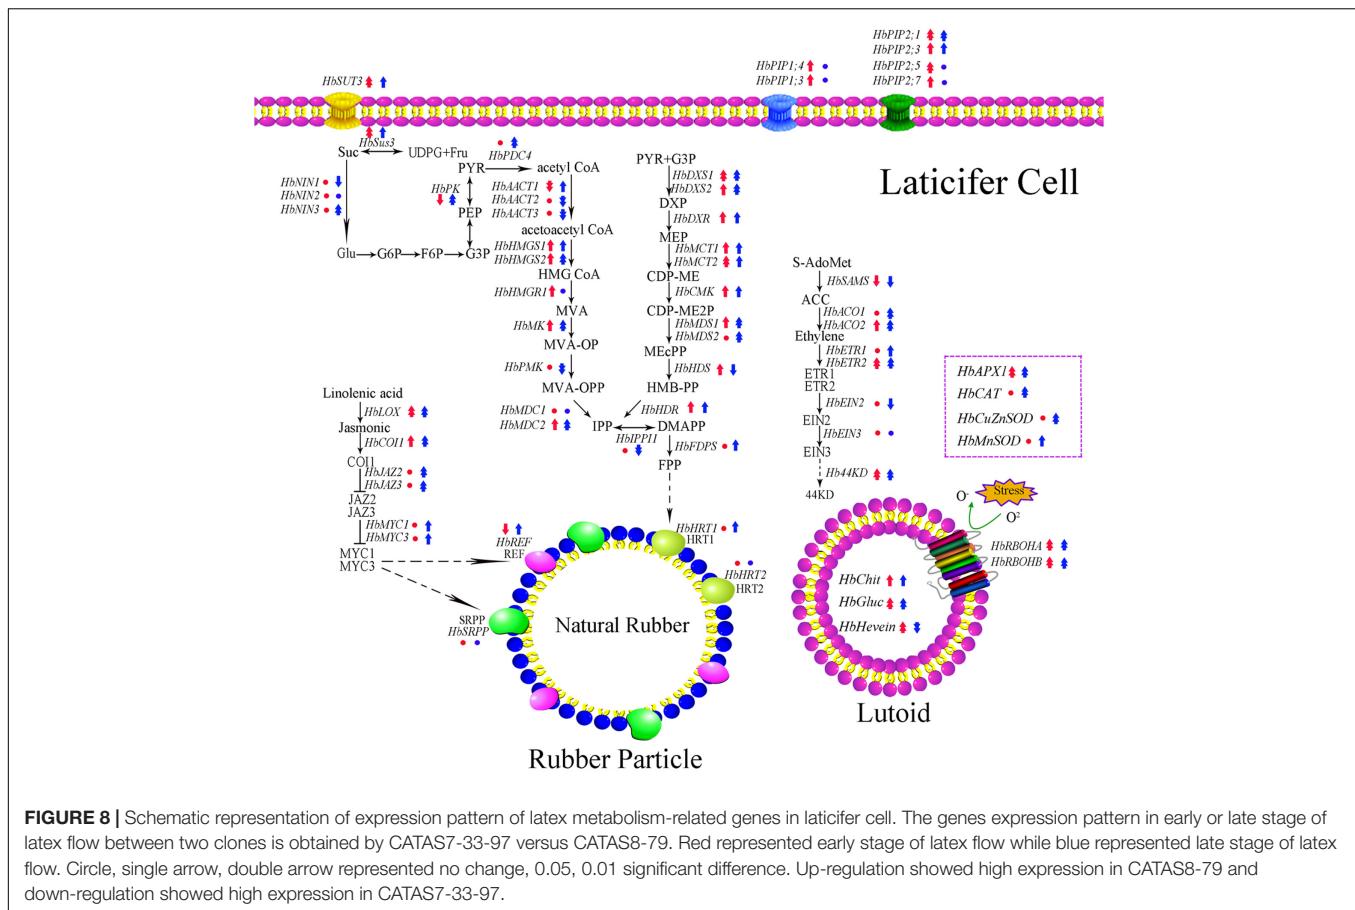 HbPIP2;1
HbPIP2;3
HbPIP2;5
HbPIP2;7
HbPIP1;4
HbPIP1;3
HbSUT3
HbSus3
Suc
UDPG+Fru
HbNIN1
HbNIN2
HbNIN3
Glu
G6P
F6P
G3P
PEP
HbPK
PYR
HbPDC4
acetyl CoA
HbAACT1
HbAACT2
HbAACT3
acetoacetyl CoA
HbHMGS1
HbHMGS2
HMG CoA
HbHMGR1
MVA
HbMK
MVA-OP
HbPMK
MVA-OPP
HbMDC1
HbMDC2
IPP
HbIPPI1
PYR+G3P
HbDXS1
HbDXS2
DXP
HbDXR
MEP
HbMCT1
HbMCT2
CDP-ME
HbCMK
CDP-ME2P
HbMDS1
HbMDS2
MEcPP
HbHDS
HMB-PP
HbHDR
DMAPP
HbFDPS
FPP
HbHRT1
HRT1
HbHRT2
HRT2
Laticifer Cell
S-AdoMet
HbSAMS
ACC
HbACO1
HbACO2
Ethylene
HbETR1
HbETR2
ETR1
ETR2
HbEIN2
EIN2
HbEIN3
EIN3
Hb44KD
44KD
HbAPX1
HbCAT
HbCuZnSOD
HbMnSOD
Linolenic acid
HbLOX
Jasmonic
HbCOI1
COI1
HbJAZ2
HbJAZ3
JAZ2
JAZ3
HbMYC1
HbMYC3
MYC1
MYC3
HbREF
REF
SRPP
HbSRPP
Natural Rubber
Rubber Particle
Stress
O-
O2
HbRBOHA
HbRBOHB
HbChit
HbGluc
HbHevein
Lutoid
FIGURE 8 | Schematic representation of expression pattern of latex metabolism-related genes in laticifer cell. The genes expression pattern in early or late stage of
latex flow between two clones is obtained by CATAS7-33-97 versus CATAS8-79. Red represented early stage of latex flow while blue represented late stage of latex
flow. Circle, single arrow, double arrow represented no change, 0.05, 0.01 significant difference. Up-regulation showed high expression in CATAS8-79 and
down-regulation showed high expression in CATAS7-33-97.